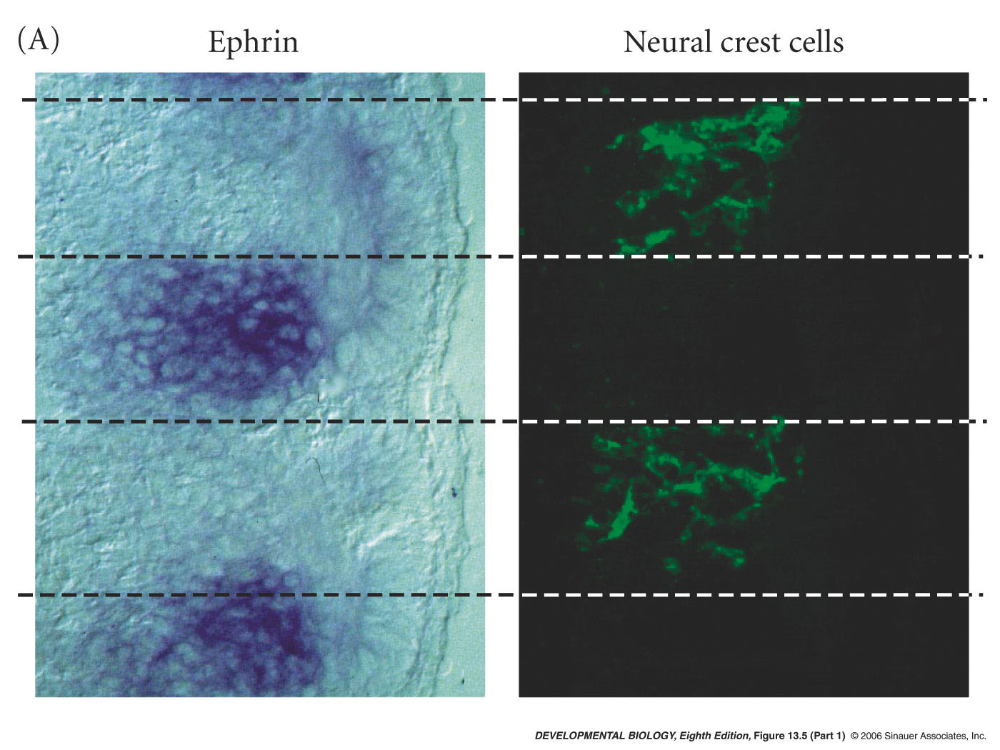 (A)
Ephrin
Neural crest cells
DEVELOPMENTAL BIOLOGY, Eighth Edition, Figure 13.5 (Part 1) © 2006 Sinauer Associates, Inc.